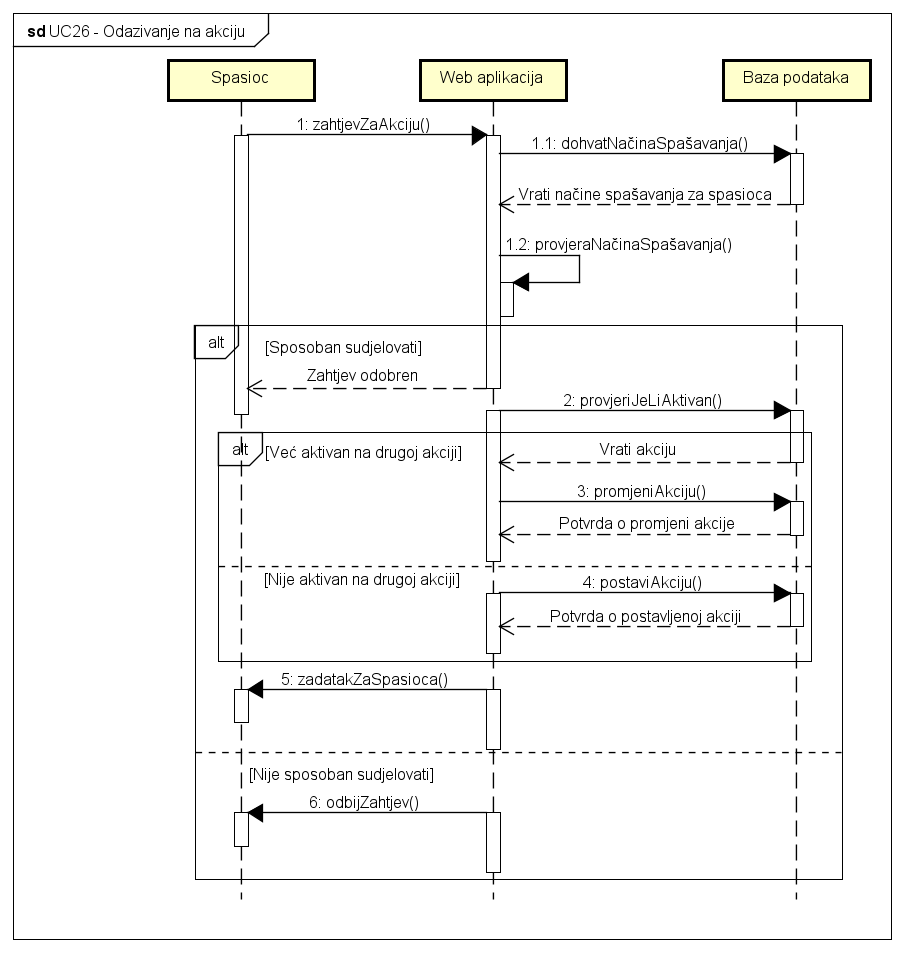 sd UC26 - Odazivanje na akciju
Spasioc
Web aplikacija
Baza podataka
1: zahtjevZaAkciju()
1.1: dohvatNačinaSpašavanja()
Vrati načine spašavanja za spasioca
1.2: provjeraNačinaSpašavanja()
alt
[Sposoban sudjelovati]
Zahtjev odobren
2: provjeriJeLiAktivan()
alt
[Već aktivan na drugoj akciji]
Vrati akciju
3: promjeniAkciju()
Potvrda o promjeni akcije
[Nije aktivan na drugoj akciji]
4: postaviAkciju()
Potvrda o postavljenoj akciji
5: zadatakZaSpasioca()
[Nije sposoban sudjelovati]
6: odbijZahtjev()